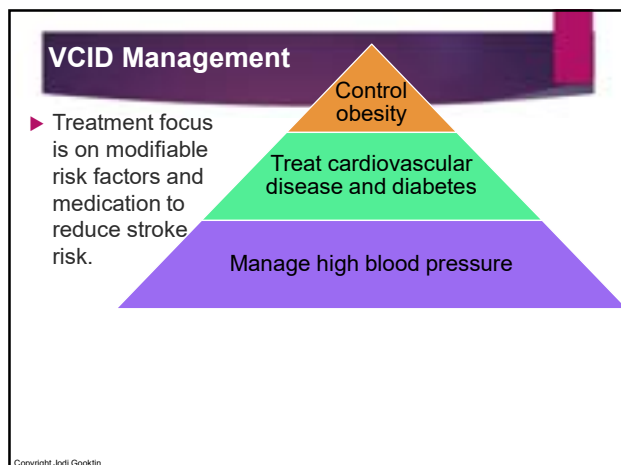 VCID Management
▶ Treatment focus
is on modifiable
risk factors and
medication to
reduce stroke
risk.
Control
obesity
Treat cardiovascular
disease and diabetes
Manage high blood pressure
Copyright Jodi Gooktin